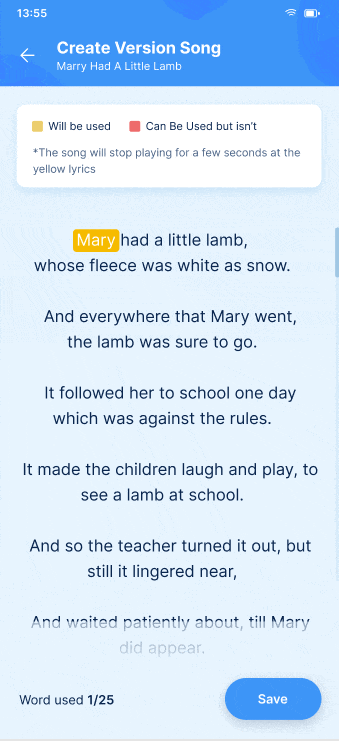 13:55
Create Version Song
Marry Had A Little Lamb
Will be used
Can Be Used but isn't
*The song will stop playing for a few seconds at the
yellow lyrics
Mary had a little lamb,
whose fleece was white as snow.
And everywhere that Mary went,
the lamb was sure to go.
It followed her to school one day
which was against the rules.
It made the children laugh and play, to
see a lamb at school.
And so the teacher turned it out, but
still it lingered near,
And waited patiently about, till Mary
did appear.
Word used 1/25
Save